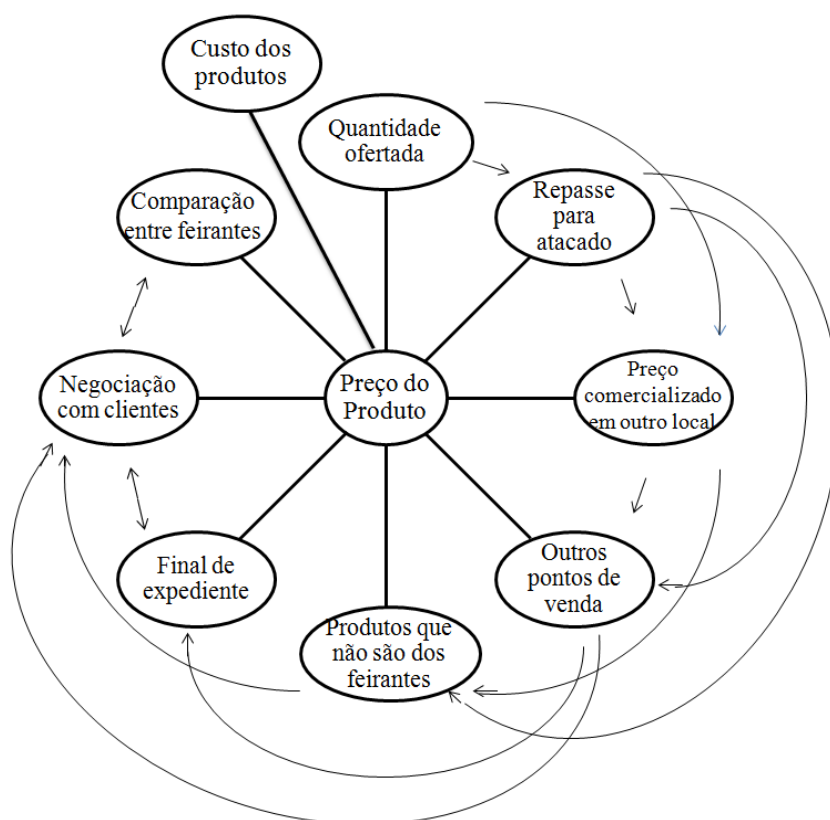 Custo dos
produtos
Quantidade
ofertada
Comparação
entre feirantes
Repasse
para
atacado
Negociação
com clientes
Preço do
Produto
Preço
comercializado
em outro local
Final de
expediente
Outros
pontos de
venda
Produtos que
não são dos
feirantes